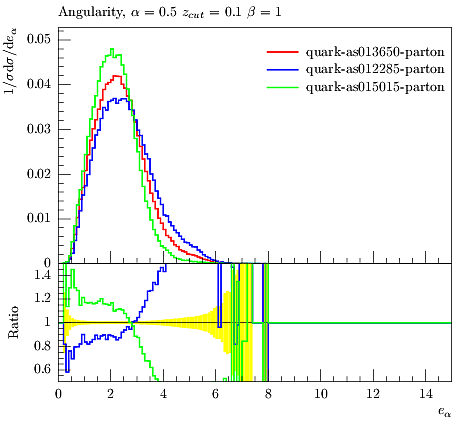 Angularity, α = 0.5 z_cut = 0.1 β = 1
1/σ dσ/de_α
0.05
0.04
0.03
0.02
0.01
0
quark-as013650-parton
quark-as012285-parton
quark-as015015-parton
Ratio
1.4
1.2
1
0.8
0.6
0 2 4 6 8 10 12 14
e_α